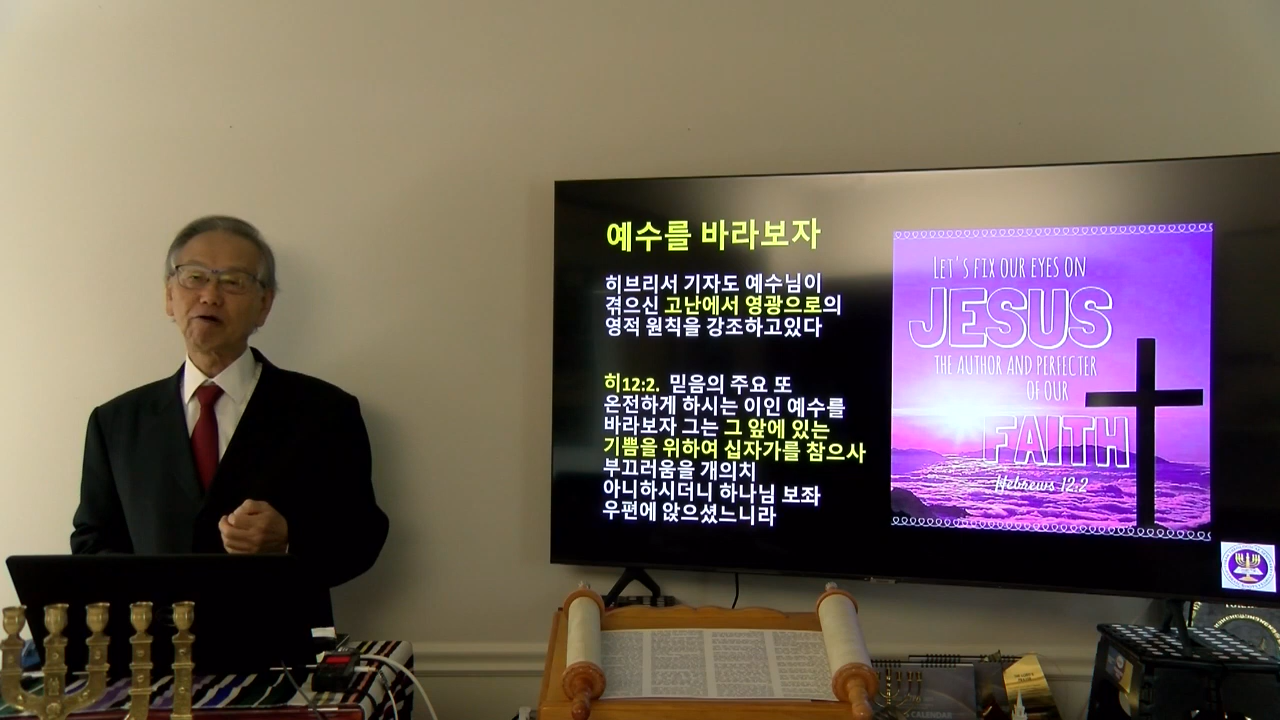 예수를 바라보자
히브리서 기자도 예수님이
겪으신 고난에서 영광으로의
영적 원칙을 강조하고있다
히12:2. 믿음의 주요 또
온전하게 하시는 이인 예수를
바라보자 그는 그 앞에 있는
기쁨을 위하여 십자가를 참으사
부끄러움을 개의치
아니하시더니 하나님 보좌
우편에 앉으셨느니라
LET'S FIX OUR EYES ON
JESUS
THE AUTHOR AND PERFECTER
OF OUR
FAITH
Hebrews 12:2
CALENDAR